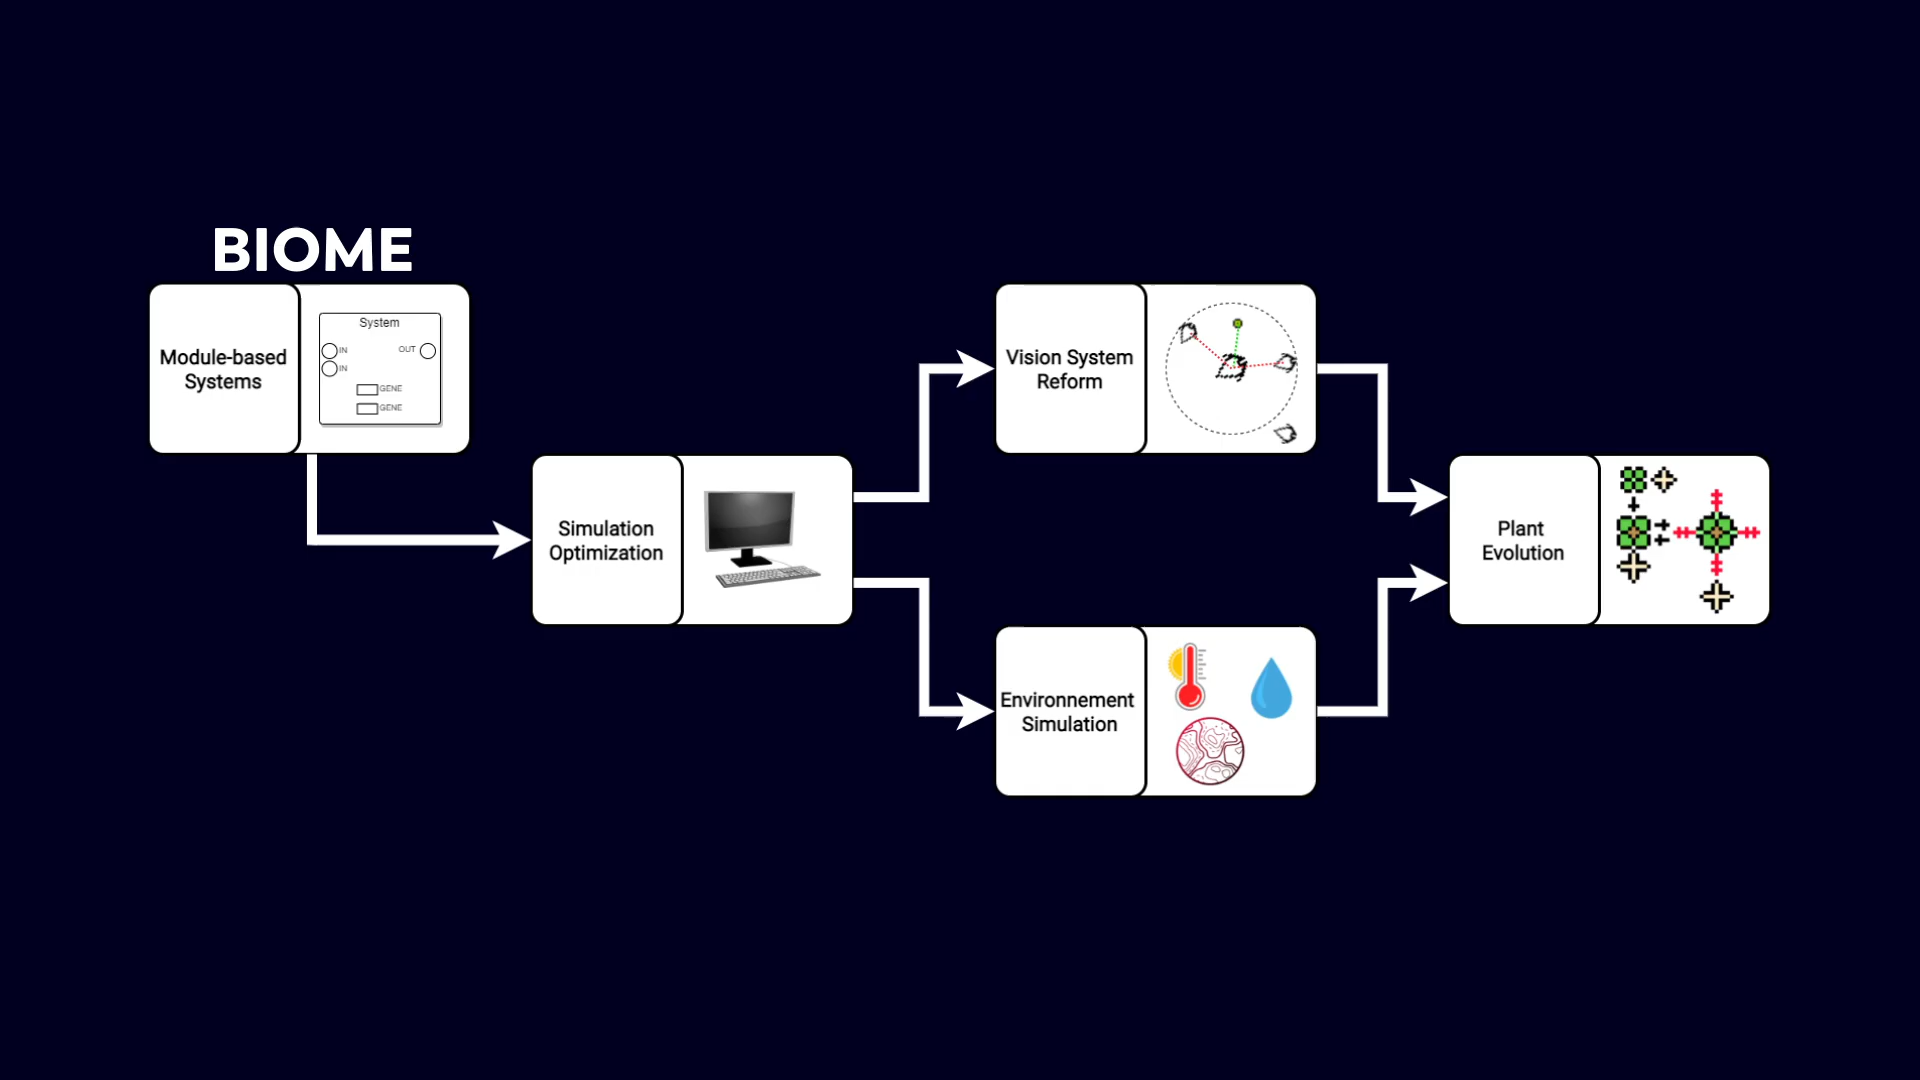 BIOME
Module-based
Systems
System
IN
OUT
IN
GENE
GENE
Simulation
Optimization
Vision System
Reform
Environnement
Simulation
Plant
Evolution